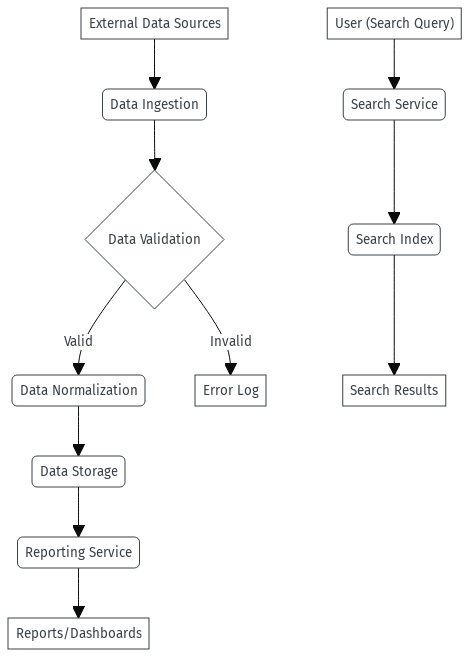 External Data Sources
User (Search Query)
Data Ingestion
Search Service
Data Validation
Search Index
Valid
Invalid
Data Normalization
Error Log
Search Results
Data Storage
Reporting Service
Reports/Dashboards